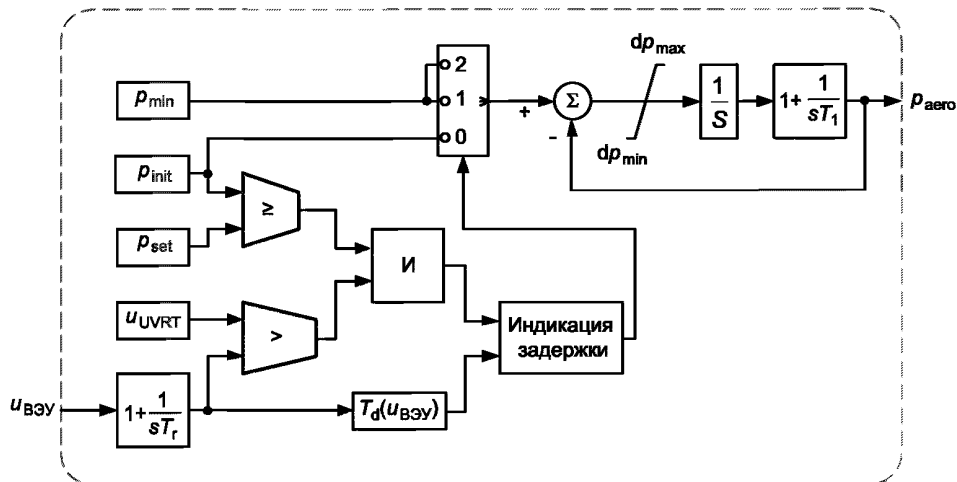 dp_max
2
p_min
1
+
Σ
1/S
1+ 1/sT_1
p_aero
-
0
dp_min
p_init
≥
p_set
И
u_UVRT
>
Индикация
задержки
u_ВЭУ
1+ 1/sT_r
T_d(u_ВЭУ)